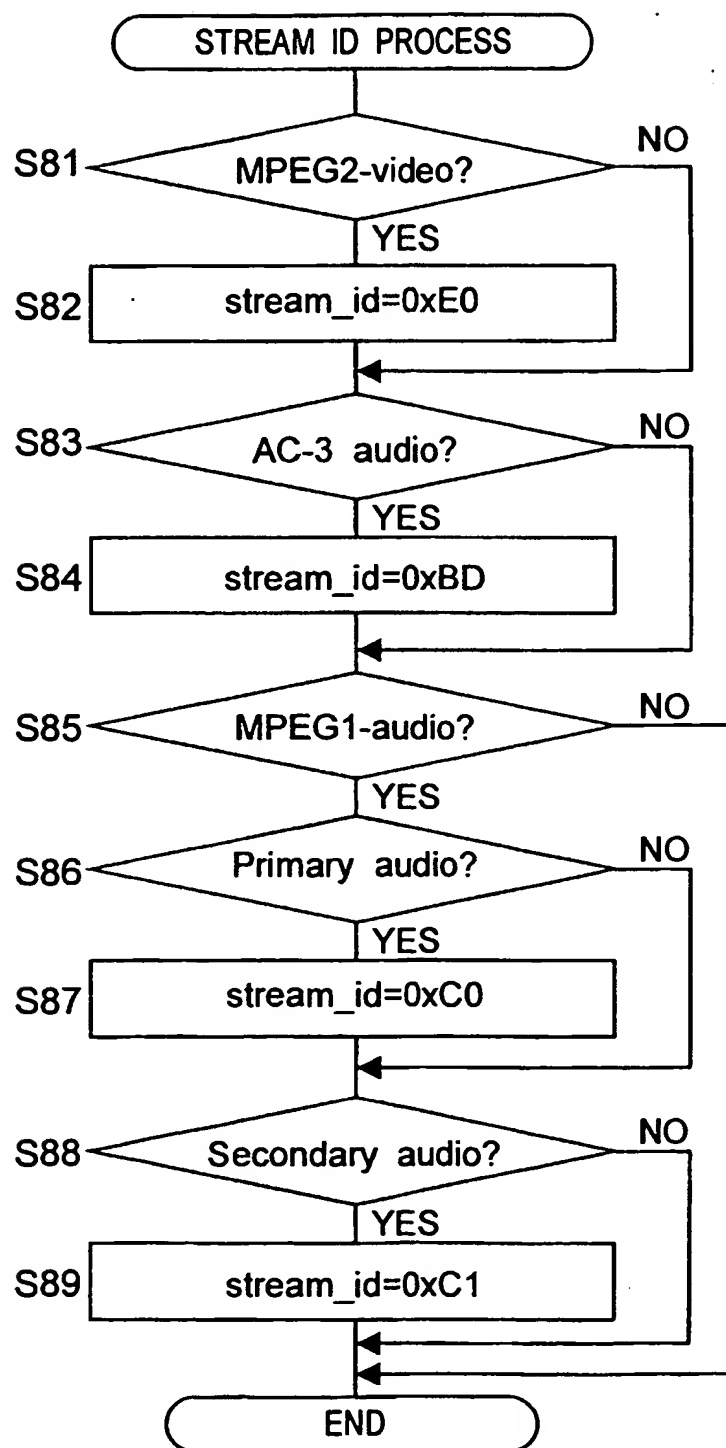 STREAM ID PROCESS
S81
MPEG2-video?
NO
YES
S82
stream_id=0xE0
S83
AC-3 audio?
NO
YES
S84
stream_id=0xBD
S85
MPEG1-audio?
NO
YES
S86
Primary audio?
NO
YES
S87
stream_id=0xC0
S88
Secondary audio?
NO
YES
S89
stream_id=0xC1
END